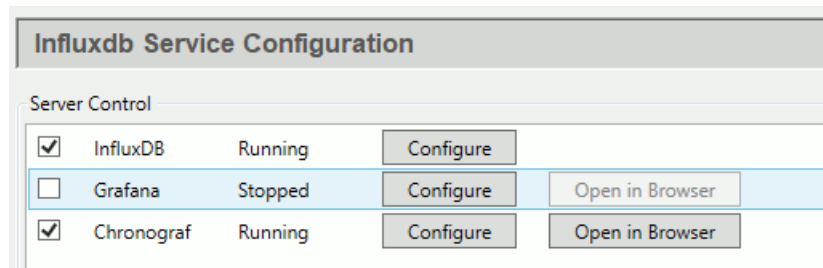 Influxdb Service Configuration
Server Control
InfluxDB Running Configure
Grafana Stopped Configure Open in Browser
Chronograf Running Configure Open in Browser